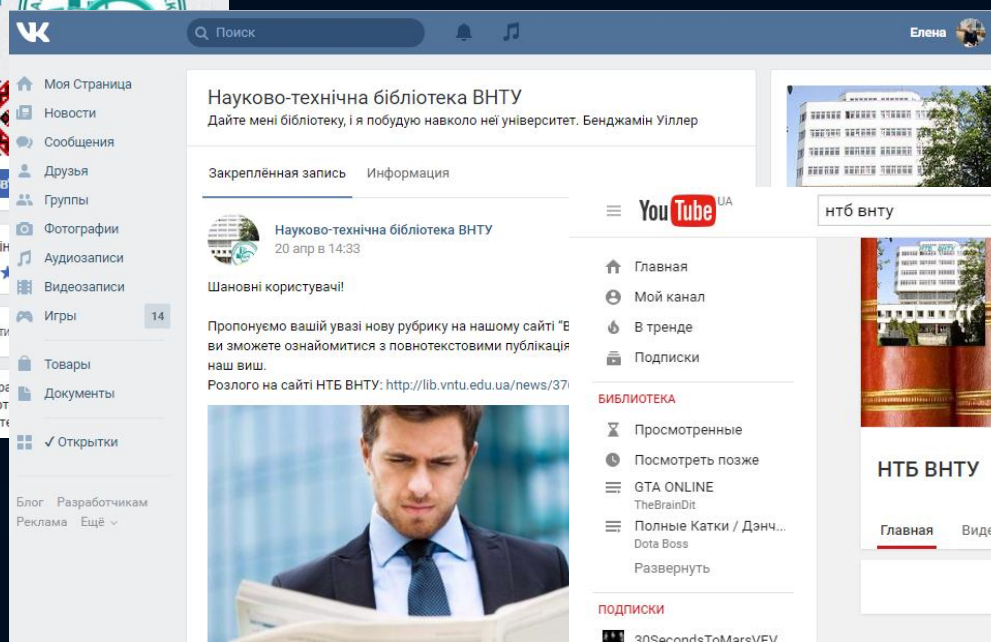 Поиск
Елена
Моя Страница
Новости
Сообщения
Друзья
Группы
Фотографии
Аудиозаписи
Видеозаписи
Игры 14
Товары
Документы
✓ Открытки
Блог Разработчикам
Реклама Ещё
Науково-технічна бібліотека ВНТУ
Дайте мені бібліотеку, і я побудую навколо неї університет. Бенджамін Уіллер
Закреплённая запись Информация
Науково-технічна бібліотека ВНТУ
20 апр в 14:33
Шановні користувачі!
Пропонуємо вашій увазі нову рубрику на нашому сайті "В
ви зможете ознайомитися з повнотекстовими публікація
наш виш.
Розлого на сайті НТБ ВНТУ: http://lib.vntu.edu.ua/news/37
YouTube UA
нтб внту
Главная
Мой канал
В тренде
Подписки
БИБЛИОТЕКА
Просмотренные
Посмотреть позже
GTA ONLINE
TheBrainDit
Полные Катки / Дэнч...
Dota Boss
Развернуть
ПОДПИСКИ
30SecondsToMarsVEV
НТБ ВНТУ
Главная Виде